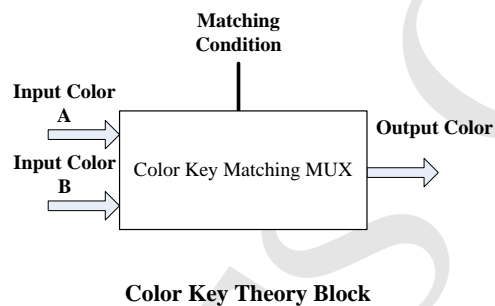 Matching
Condition
Input Color
A
Input Color
B
Color Key Matching MUX
Output Color
Color Key Theory Block